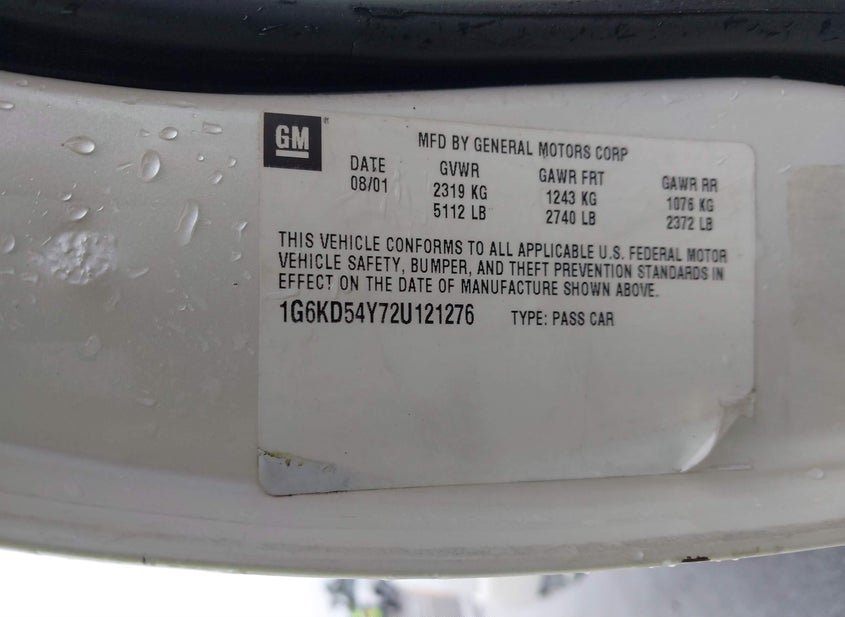 GM
MFD BY GENERAL MOTORS CORP
DATE GVWR GAWR FRT GAWR RR
08/01 2319 KG 1243 KG 1076 KG
5112 LB 2740 LB 2372 LB
THIS VEHICLE CONFORMS TO ALL APPLICABLE U.S. FEDERAL MOTOR
VEHICLE SAFETY, BUMPER, AND THEFT PREVENTION STANDARDS IN
EFFECT ON THE DATE OF MANUFACTURE SHOWN ABOVE.
1G6KD54Y72U121276 TYPE: PASS CAR